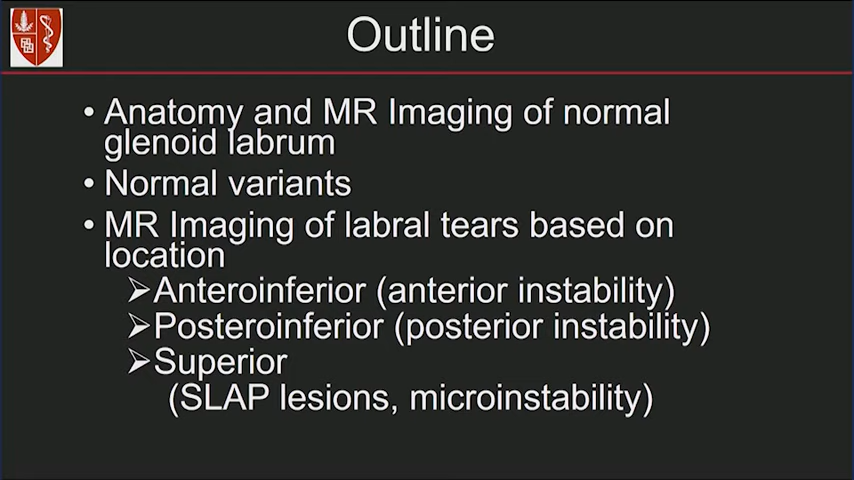 Outline
• Anatomy and MR Imaging of normal
glenoid labrum
• Normal variants
• MR Imaging of labral tears based on
location
➢Anteroinferior (anterior instability)
➢Posteroinferior (posterior instability)
➢Superior
(SLAP lesions, microinstability)